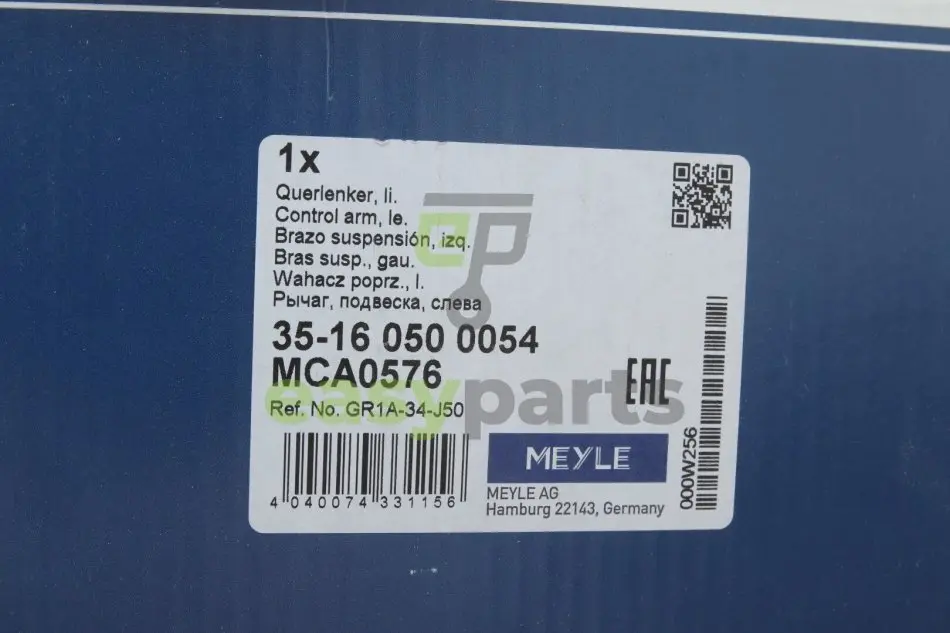 1x
Querlenker, li.
Control arm, le.
Brazo suspensión, izq.
Bras susp., gau.
Wahacz poprz., l.
Рычаг, подвеска, слева
35-16 050 0054
MCA0576
EAC
easyparts
Ref. No. GR1A-34-J50
4 040074 331156
MEYLE
MEYLE AG
Hamburg 22143, Germany
000W256